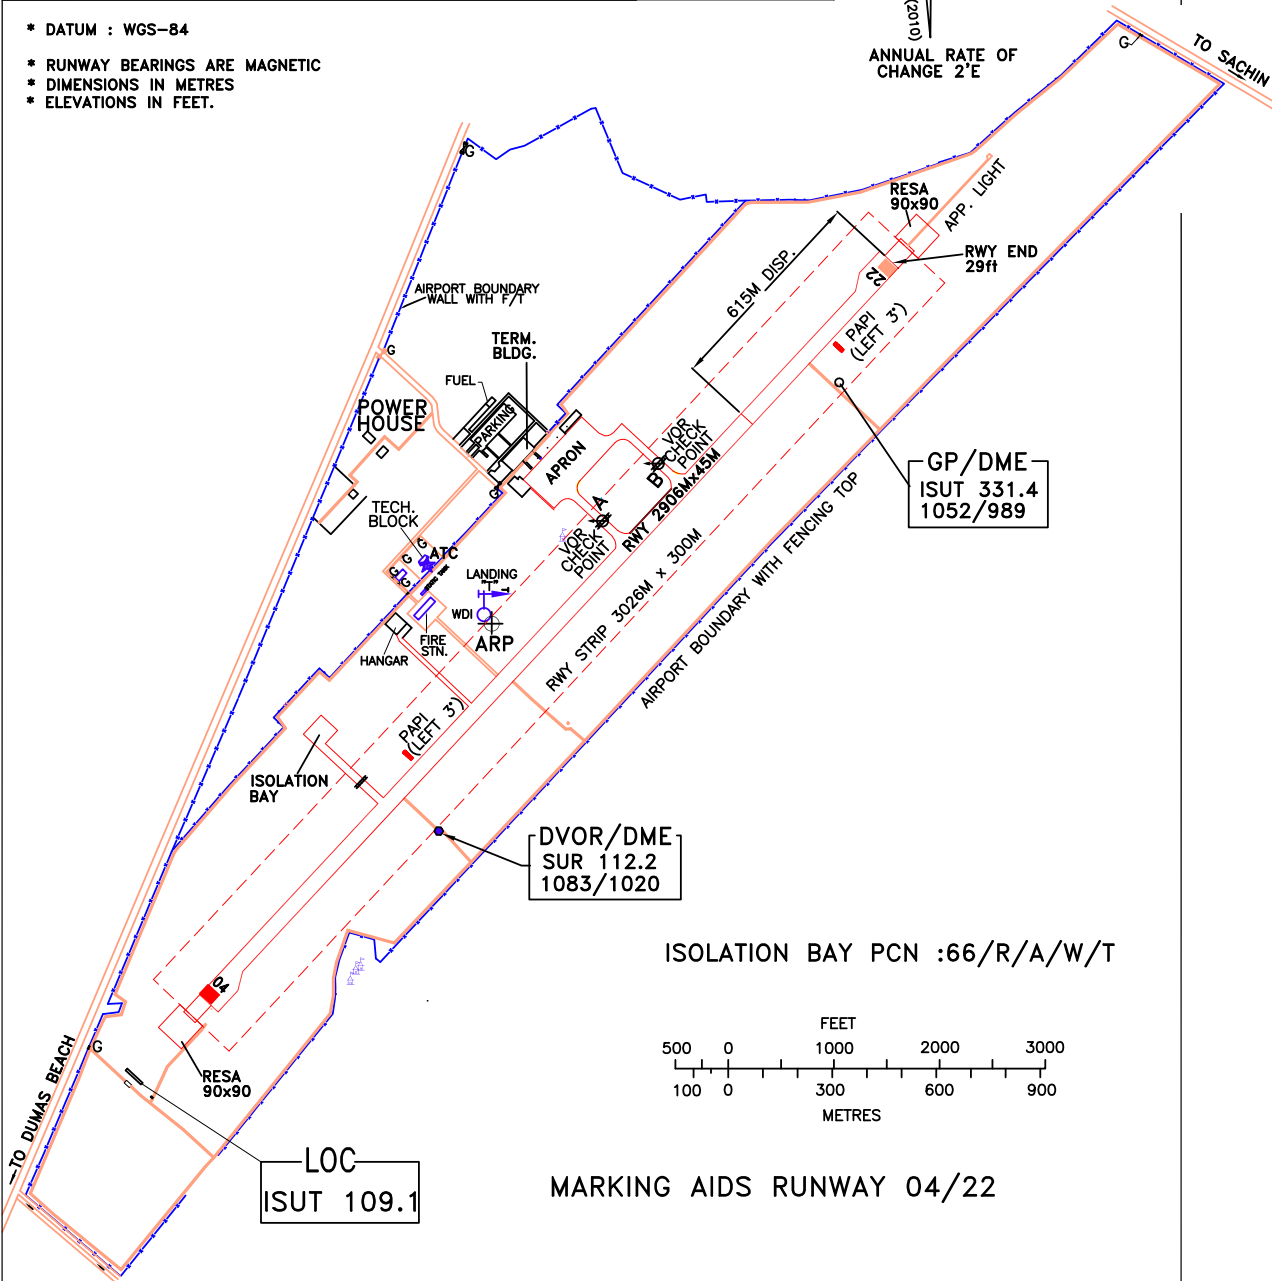 * DATUM : WGS-84
* RUNWAY BEARINGS ARE MAGNETIC
* DIMENSIONS IN METRES
* ELEVATIONS IN FEET.
(2010)
ANNUAL RATE OF
CHANGE 2'E
G
TO SACHIN
G
RESA
90x90
APP. LIGHT
RWY END
29ft
22
615M DISP.
PAPI
(LEFT 3°)
AIRPORT BOUNDARY
WALL WITH F/T
G
TERM.
BLDG.
FUEL
PARKING
POWER
HOUSE
APRON
G
VOR
CHECK
POINT
B
A
VOR
CHECK
POINT
RWY 2906Mx45M
GP/DME
ISUT 331.4
1052/989
TECH.
BLOCK
G
G
ATC
G
G
LANDING
T
WDI
ARP
FIRE
STN.
HANGAR
RWY STRIP 3026M x 300M
AIRPORT BOUNDARY WITH FENCING TOP
PAPI
(LEFT 3°)
ISOLATION
BAY
DVOR/DME
SUR 112.2
1083/1020
ISOLATION BAY PCN :66/R/A/W/T
04
G
RESA
90x90
TO DUMAS BEACH
FEET
500 0 1000 2000 3000
100 0 300 600 900
METRES
LOC
ISUT 109.1
MARKING AIDS RUNWAY 04/22